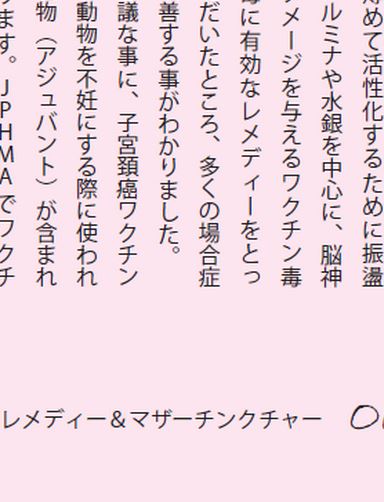 めて活性化するために振盪
ルミナや水銀を中心に、脳神
メージを与えるワクチン毒
に有効なレメディーをとっ
だいたところ、多くの場合症
善する事がわかりました。
議な事に、子宮頚癌ワクチン
動物を不妊にする際に使われ
物（アジュバント）が含まれ
ます。JPHMAでワクチ
レメディー＆マザーチンクチャー